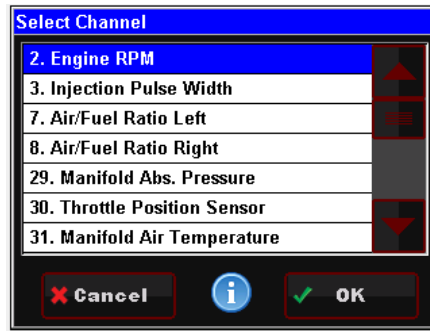 Select Channel
2. Engine RPM
3. Injection Pulse Width
7. Air/Fuel Ratio Left
8. Air/Fuel Ratio Right
29. Manifold Abs. Pressure
30. Throttle Position Sensor
31. Manifold Air Temperature
Cancel
i
OK